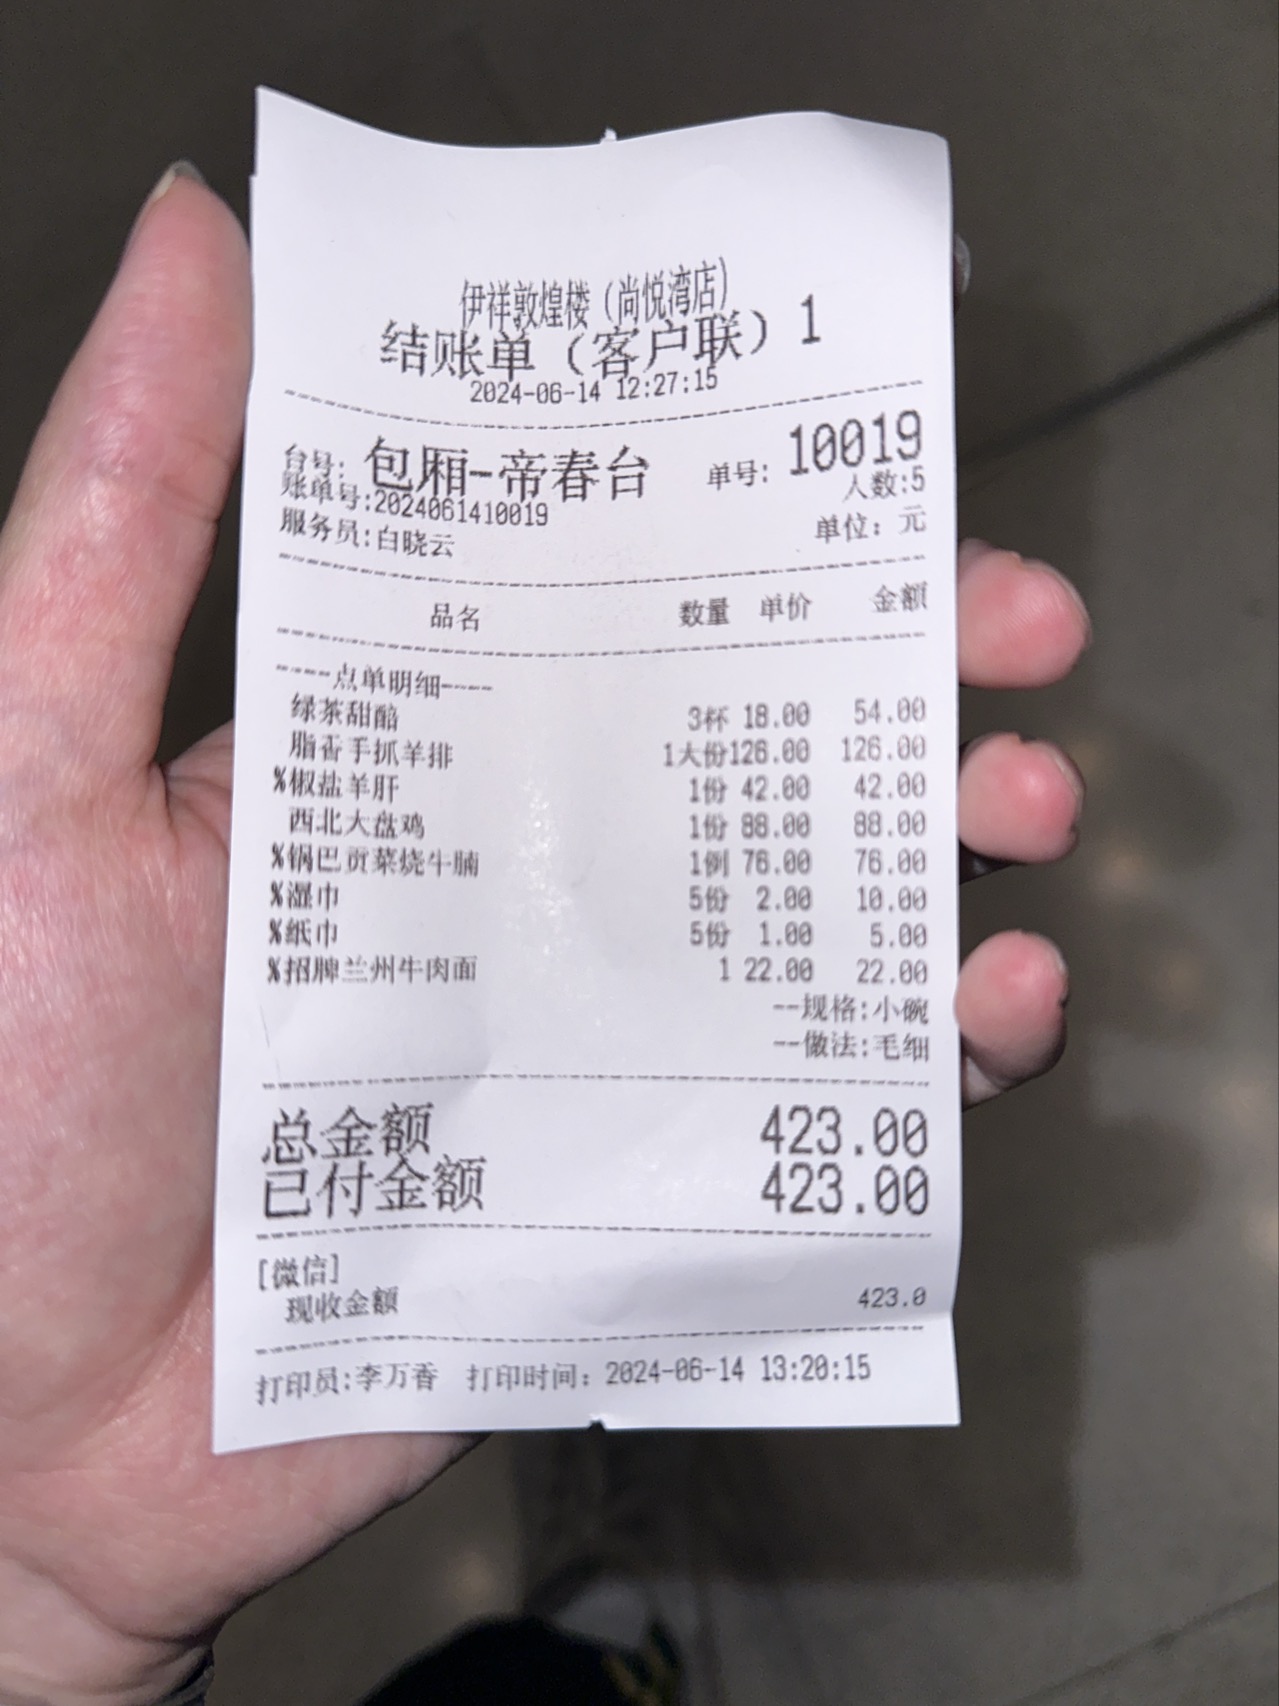 伊祥敦煌楼（尚悦湾店）
结账单（客户联）1
2024-06-14 12:27:15
台号: 包厢-帝春台 单号: 10019
账单号:2024061410019 人数:5
服务员:白晓云 单位: 元
品名 数量 单价 金额
----点单明细----
绿茶甜醅 3杯 18.00 54.00
脂香手抓羊排 1大份126.00 126.00
%椒盐羊肝 1份 42.00 42.00
西北大盘鸡 1份 88.00 88.00
%锅巴贡菜烧牛腩 1例 76.00 76.00
%湿巾 5份 2.00 10.00
%纸巾 5份 1.00 5.00
%招牌兰州牛肉面 1 22.00 22.00
--规格:小碗
--做法:毛细
总金额 423.00
已付金额 423.00
[微信]
现收金额 423.0
打印员:李万香 打印时间: 2024-06-14 13:20:15